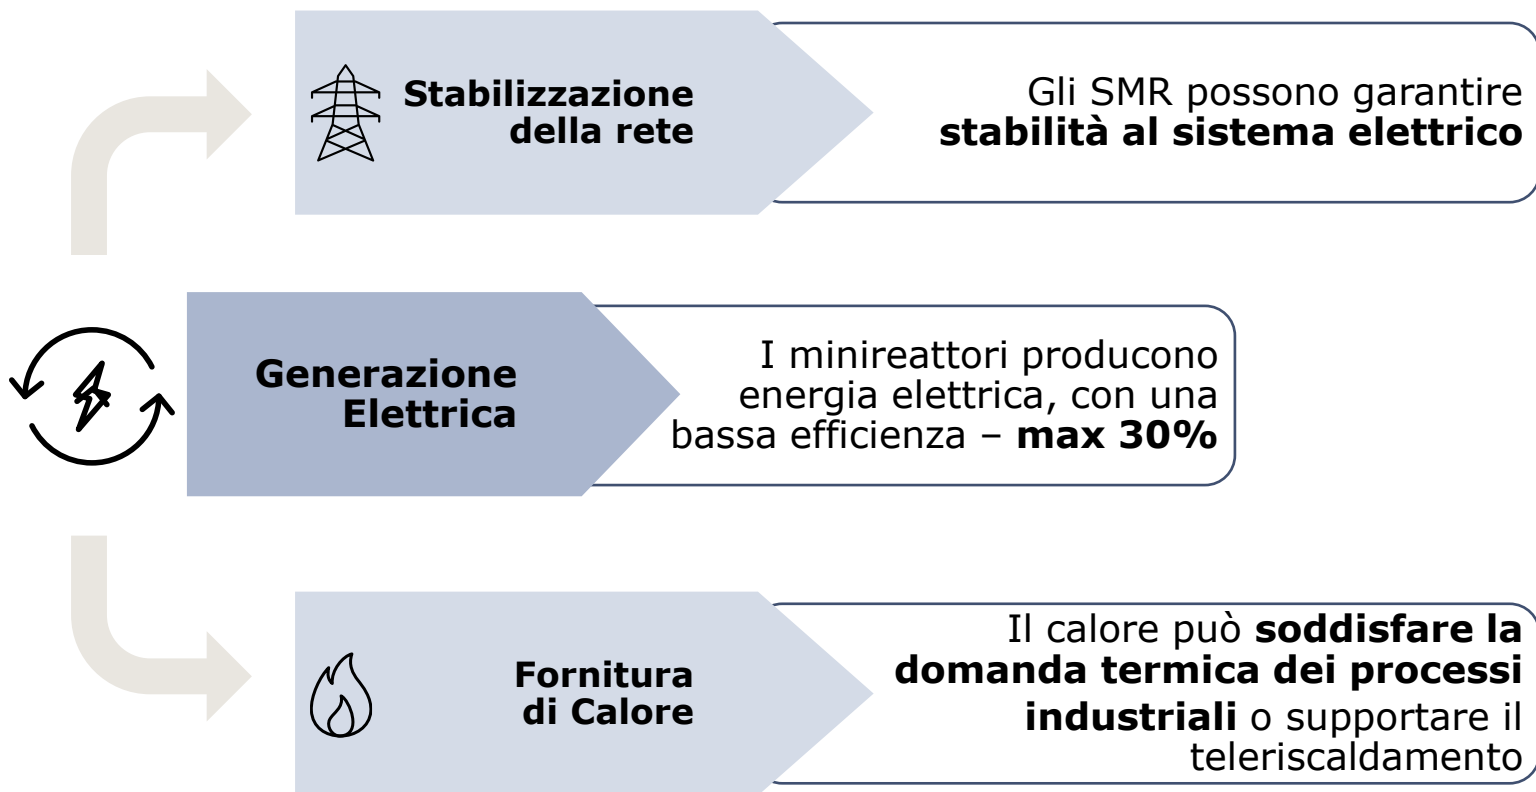 Stabilizzazione
della rete
Gli SMR possono garantire
stabilità al sistema elettrico
Generazione
Elettrica
I minireattori producono
energia elettrica, con una
bassa efficienza – max 30%
Fornitura
di Calore
Il calore può soddisfare la
domanda termica dei processi
industriali o supportare il
teleriscaldamento